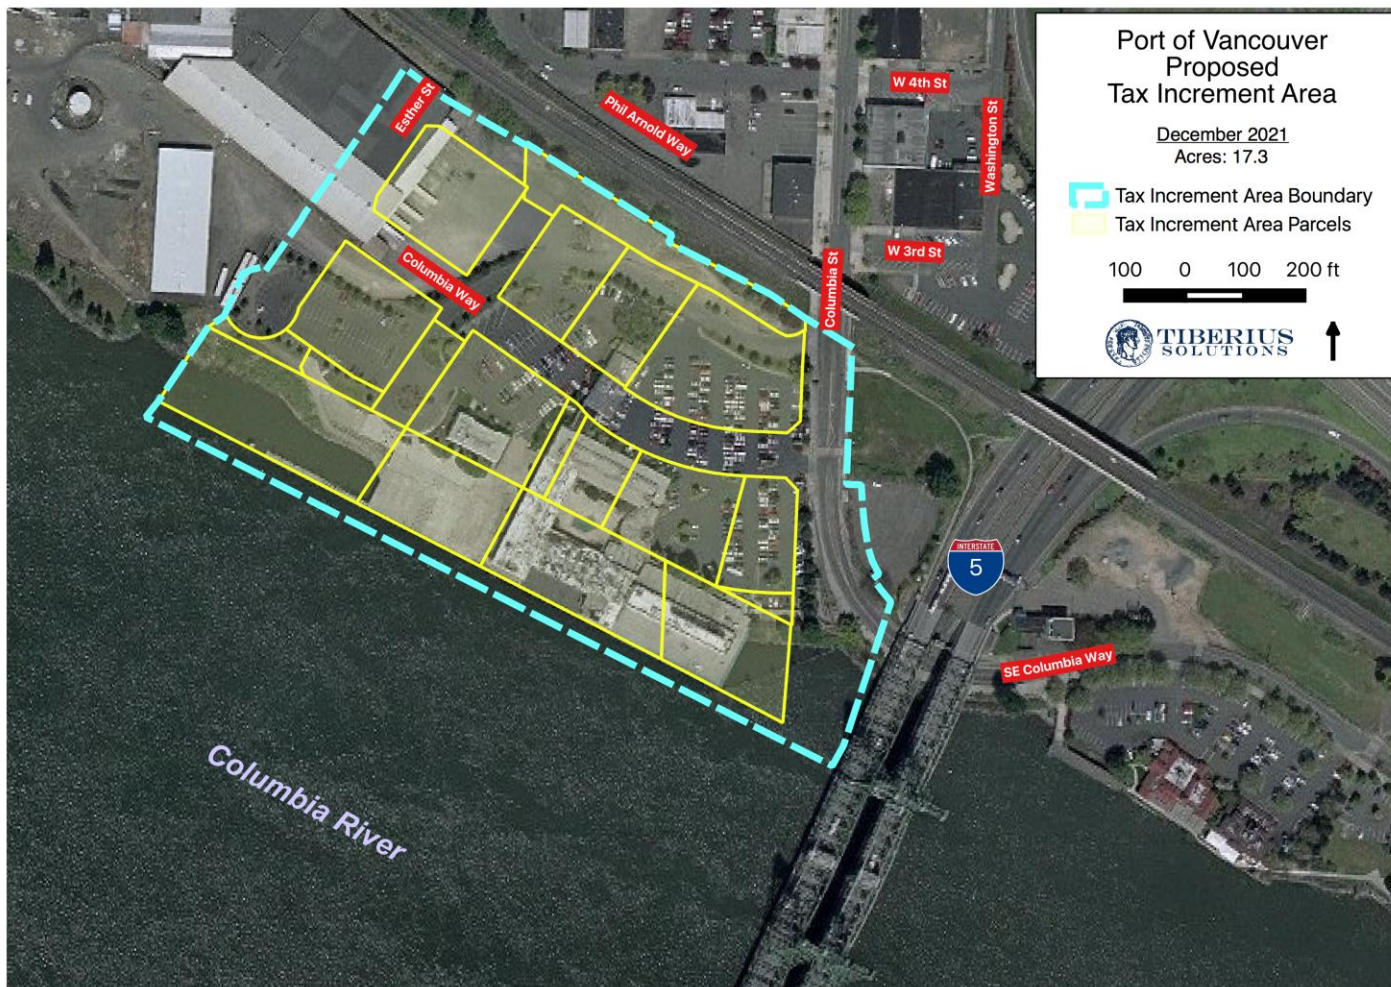 Port of Vancouver
Proposed
Tax Increment Area
December 2021
Acres: 17.3
Tax Increment Area Boundary
Tax Increment Area Parcels
100 0 100 200 ft
TIBERIUS
SOLUTIONS
Esther St
Phil Arnold Way
W 4th St
Washington St
W 3rd St
Columbia St
Columbia Way
INTERSTATE
5
SE Columbia Way
Columbia River